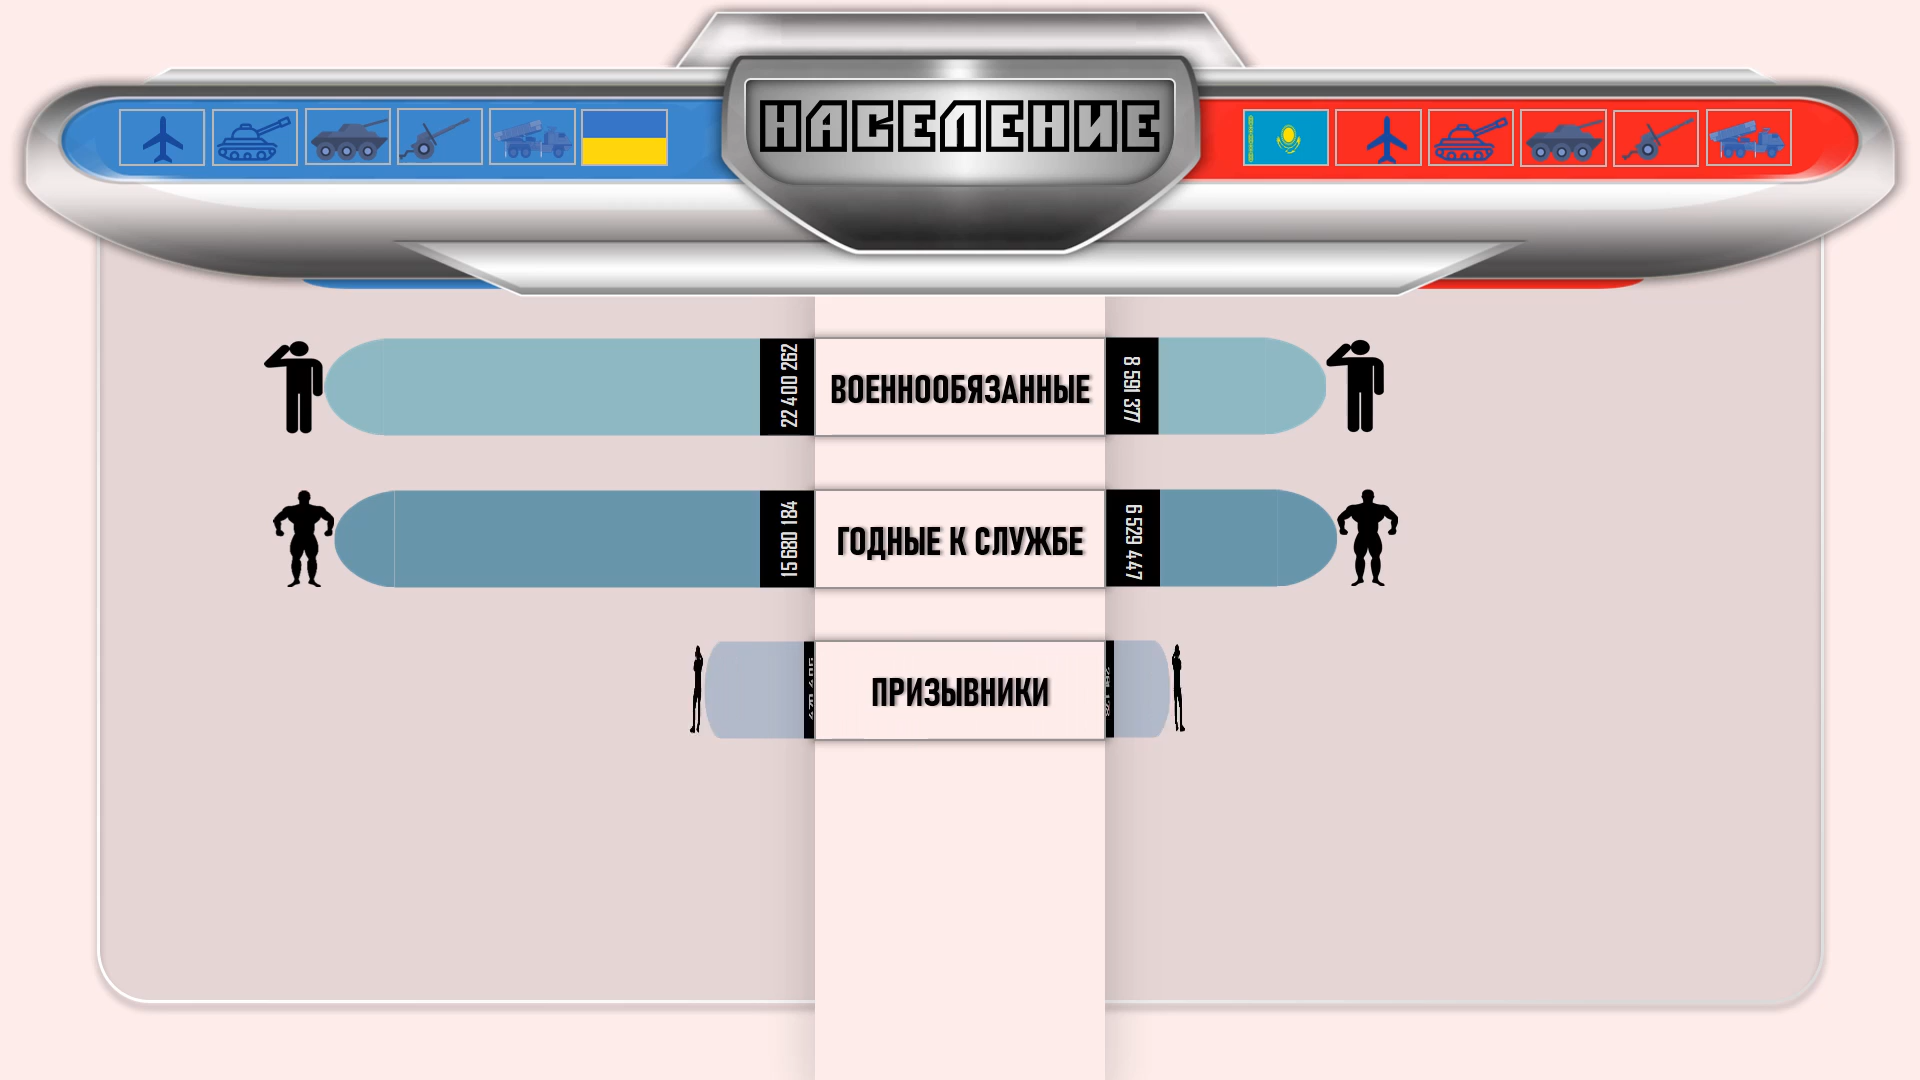 НАСЕЛЕНИЕ
22 400 262
ВОЕННООБЯЗАННЫЕ
8 591 377
15 680 184
ГОДНЫЕ К СЛУЖБЕ
6 529 447
ПРИЗЫВНИКИ